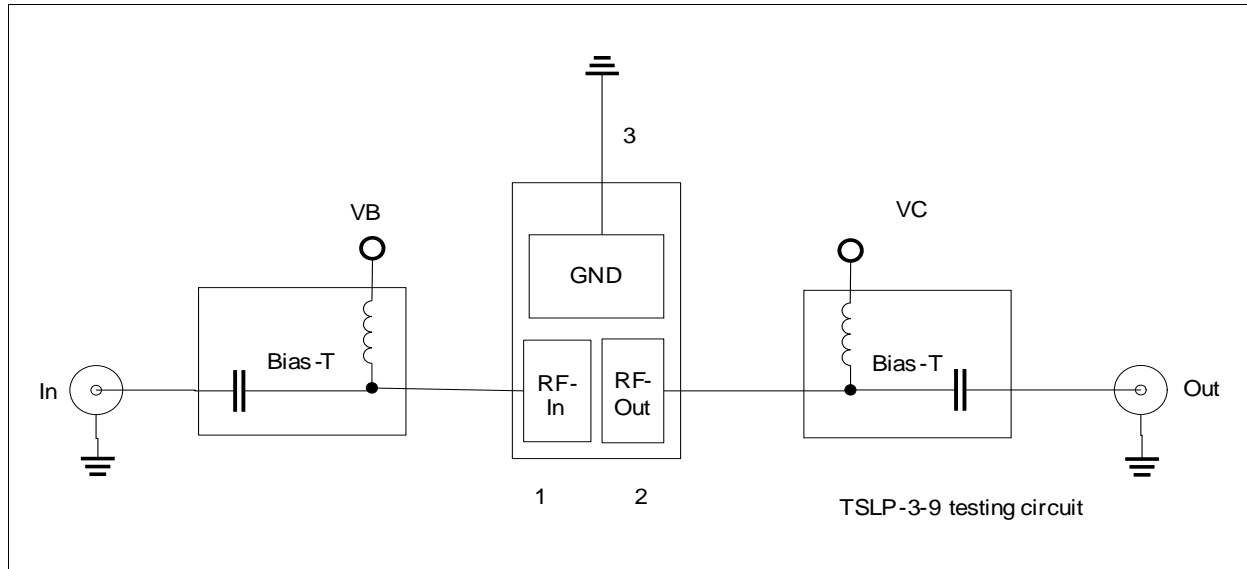 3
VB
VC
GND
Bias-T
Bias-T
In
RF-
In
RF-
Out
Out
1
2
TSLP-3-9 testing circuit